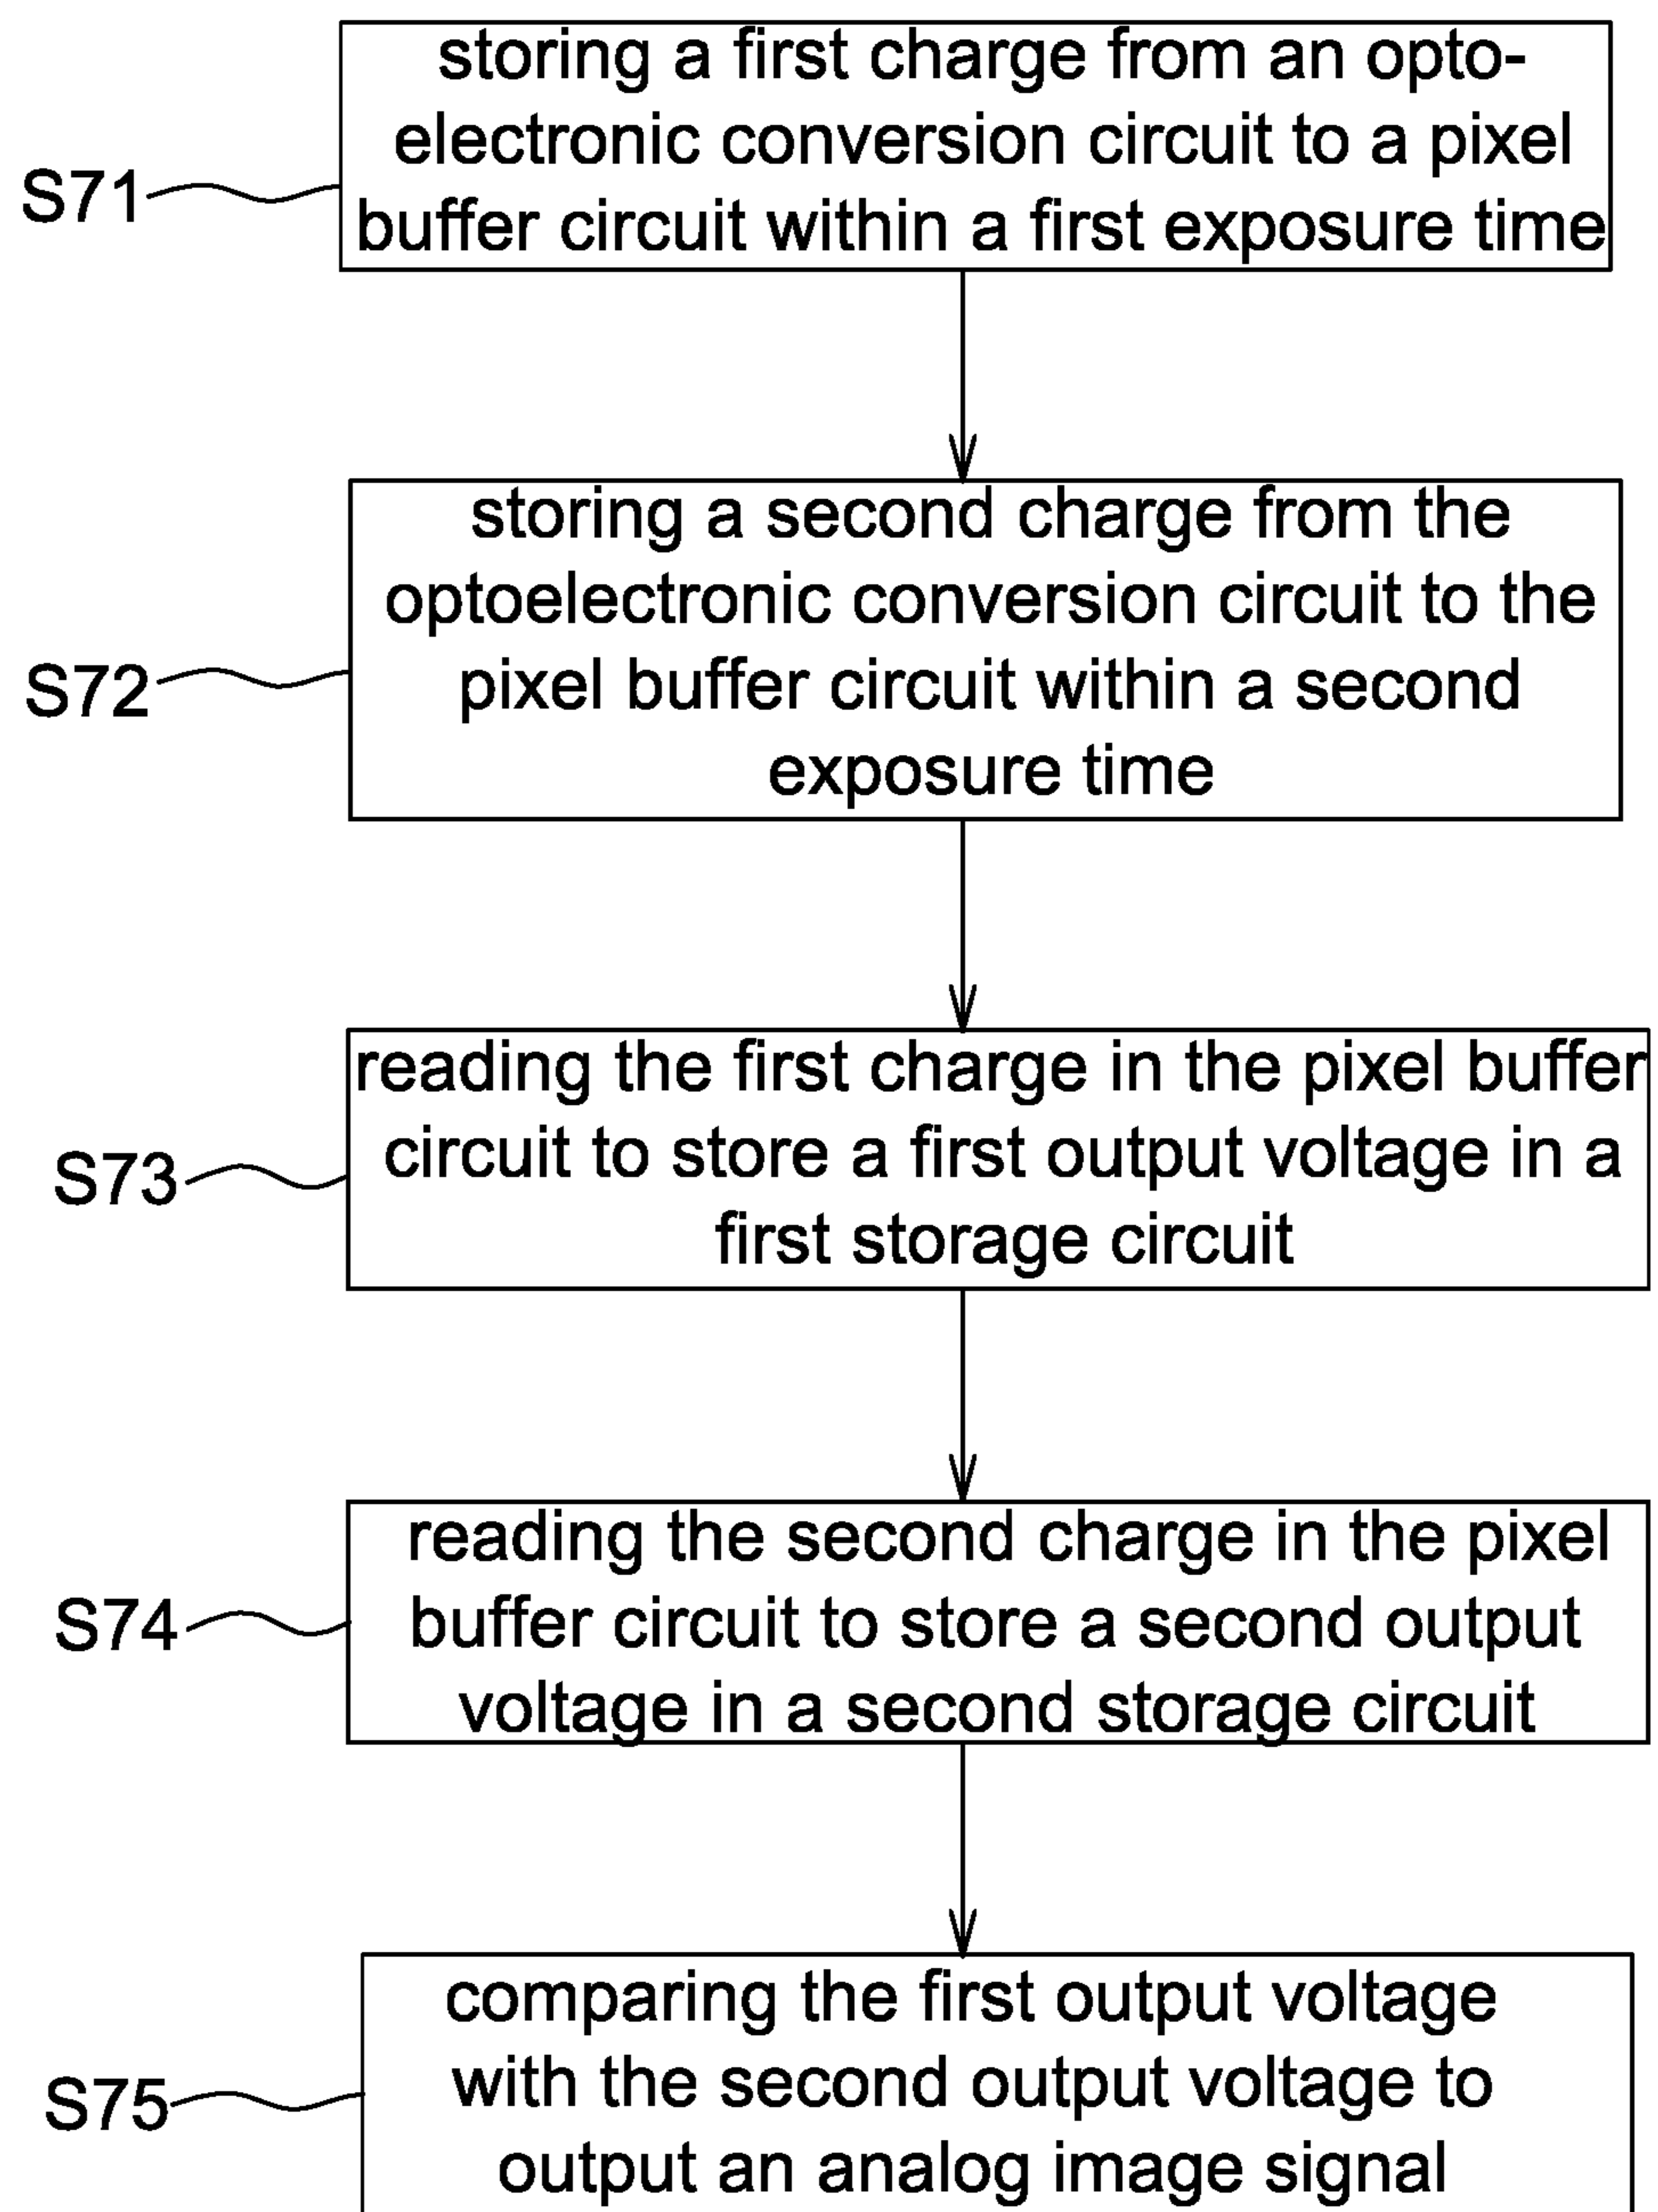 storing a first charge from an opto-
electronic conversion circuit to a pixel
buffer circuit within a first exposure time
S71
storing a second charge from the
optoelectronic conversion circuit to the
pixel buffer circuit within a second
exposure time
S72
reading the first charge in the pixel buffer
circuit to store a first output voltage in a
first storage circuit
S73
reading the second charge in the pixel
buffer circuit to store a second output
voltage in a second storage circuit
S74
comparing the first output voltage
with the second output voltage to
output an analog image signal
S75